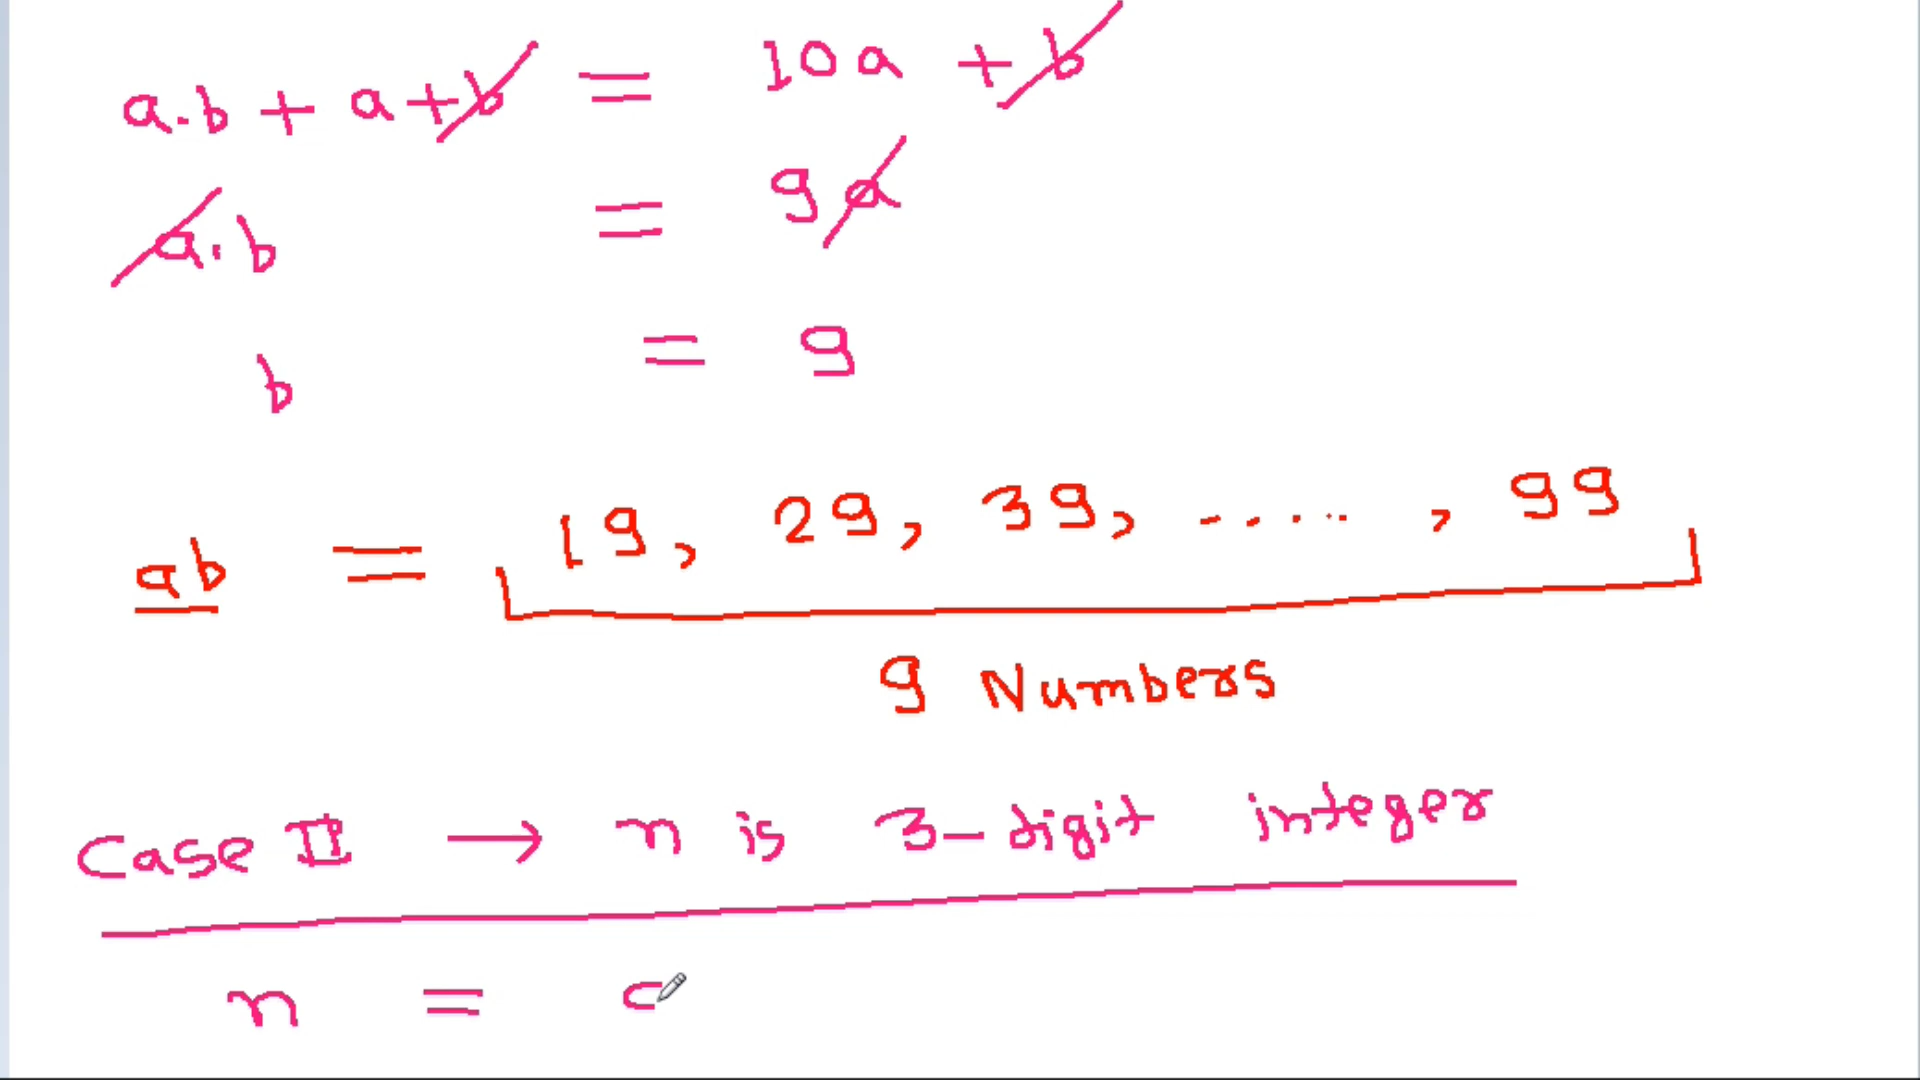 a.b + a + b = 10a + b
a.b = 9a
b = 9
ab = 19, 29, 39, ....., 99
9 Numbers
Case II → n is 3-digit integer
n =